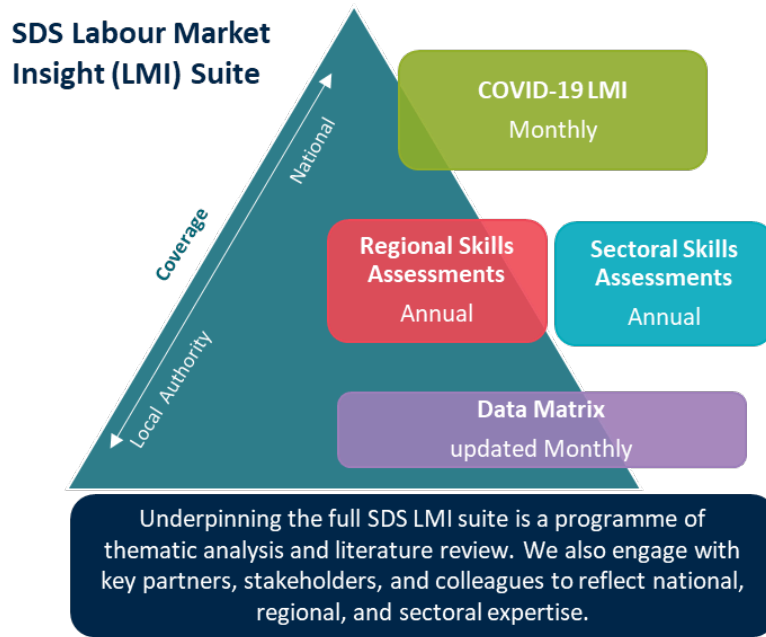 SDS Labour Market
Insight (LMI) Suite
COVID-19 LMI
Monthly
National
Coverage
Local Authority
Regional Skills
Assessments
Annual
Sectoral Skills
Assessments
Annual
Data Matrix
updated Monthly
Underpinning the full SDS LMI suite is a programme of
thematic analysis and literature review. We also engage with
key partners, stakeholders, and colleagues to reflect national,
regional, and sectoral expertise.